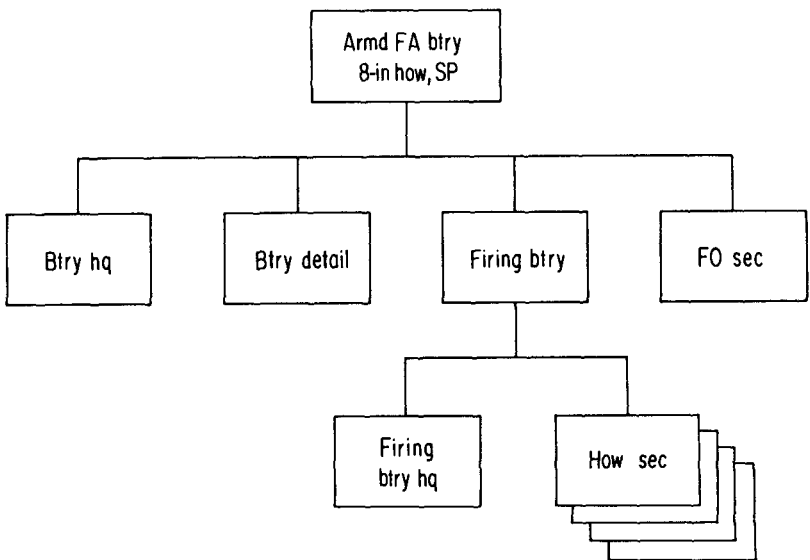 Armd FA btry
8-in how, SP
Btry hq
Btry detail
Firing btry
FO sec
Firing
btry hq
How sec